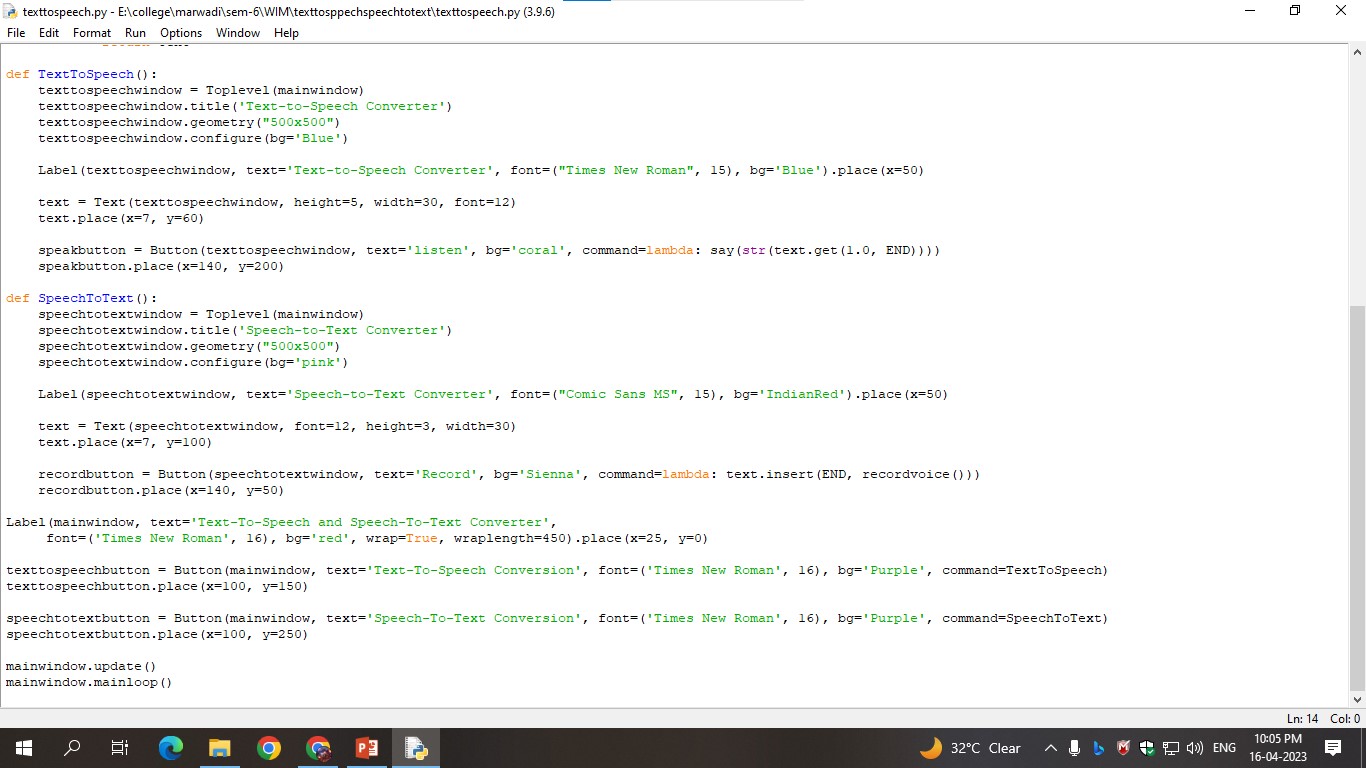 texttospeech.py - E:\college\marwadi\sem-6\WIM\texttosppechspeechtotext\texttospeech.py (3.9.6)
File Edit Format Run Options Window Help
def TextToSpeech():
    texttospeechwindow = Toplevel(mainwindow)
    texttospeechwindow.title('Text-to-Speech Converter')
    texttospeechwindow.geometry("500x500")
    texttospeechwindow.configure(bg='Blue')
    Label(texttospeechwindow, text='Text-to-Speech Converter', font=("Times New Roman", 15), bg='Blue').place(x=50)
    text = Text(texttospeechwindow, height=5, width=30, font=12)
    text.place(x=7, y=60)
    speakbutton = Button(texttospeechwindow, text='listen', bg='coral', command=lambda: say(str(text.get(1.0, END))))
    speakbutton.place(x=140, y=200)
def SpeechToText():
    speechtotextwindow = Toplevel(mainwindow)
    speechtotextwindow.title('Speech-to-Text Converter')
    speechtotextwindow.geometry("500x500")
    speechtotextwindow.configure(bg='pink')
    Label(speechtotextwindow, text='Speech-to-Text Converter', font=("Comic Sans MS", 15), bg='IndianRed').place(x=50)
    text = Text(speechtotextwindow, font=12, height=3, width=30)
    text.place(x=7, y=100)
    recordbutton = Button(speechtotextwindow, text='Record', bg='Sienna', command=lambda: text.insert(END, recordvoice()))
    recordbutton.place(x=140, y=50)
Label(mainwindow, text='Text-To-Speech and Speech-To-Text Converter',
     font=('Times New Roman', 16), bg='red', wrap=True, wraplength=450).place(x=25, y=0)
texttospeechbutton = Button(mainwindow, text='Text-To-Speech Conversion', font=('Times New Roman', 16), bg='Purple', command=TextToSpeech)
texttospeechbutton.place(x=100, y=150)
speechtotextbutton = Button(mainwindow, text='Speech-To-Text Conversion', font=('Times New Roman', 16), bg='Purple', command=SpeechToText)
speechtotextbutton.place(x=100, y=250)
mainwindow.update()
mainwindow.mainloop()
Ln: 14 Col: 0
32°C Clear ENG 10:05 PM
16-04-2023